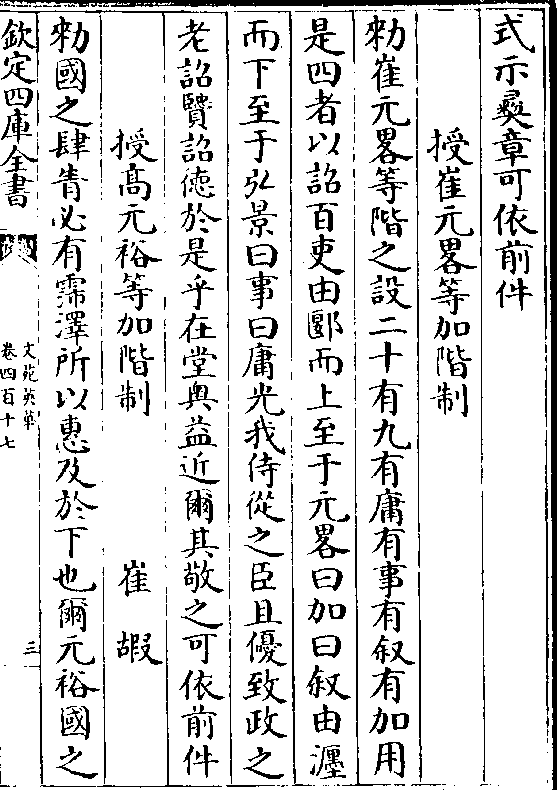 式示彛章可依前件
授崔元畧等加階制
勑崔元畧等階之設二十有九有庸有事有叙有加用
是四者以詔百吏由郾而上至于元畧曰加曰叙由瀍
而下至于弘景曰事曰庸光我侍從之臣且優致政之
老詔賢詔德於是乎在堂與益近爾其敬之可依前件
授髙元裕等加階制　崔嘏
勑國之肆眚必有霈澤所以惠及於下也爾元裕國之
欽定四庫全書
文苑英華
卷四百十七
三